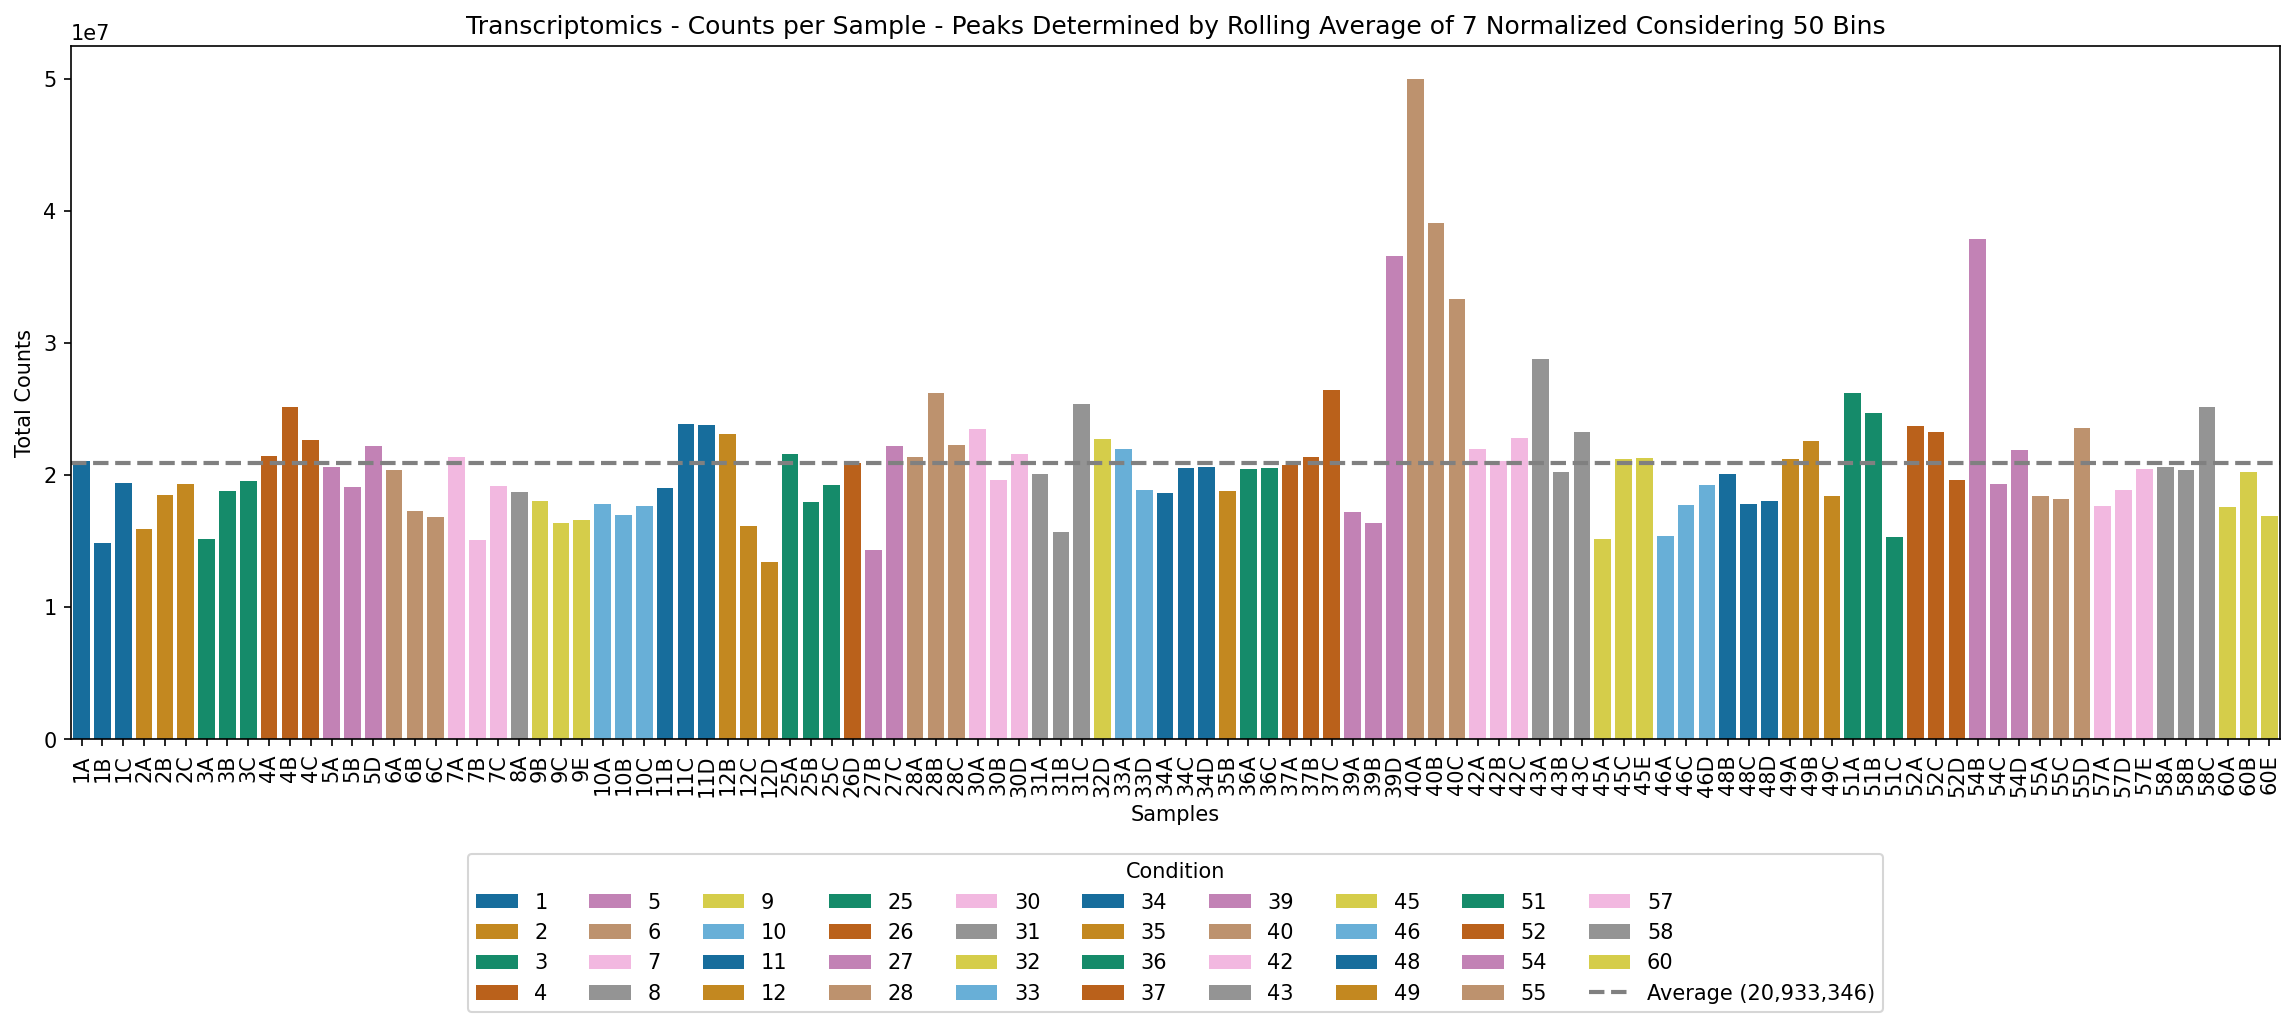 Transcriptomics - Counts per Sample - Peaks Determined by Rolling Average of 7 Normalized Considering 50 Bins
1e7
5
4
3
2
1
0
Total Counts
1A 1B 1C 2A 2B 2C 3A 3B 3C 4A 4B 4C 5A 5B 5D 6A 6B 6C 7A 7B 7C 8A 9B 9C 9E 10A 10B 10C 11B 11C 11D 12B 12C 12D 25A 25B 25C 26D 27B 27C 28A 28B 28C 30A 30B 30D 31A 31B 31C 32D 33A 33D 34A 34C 34D 35B 36A 36C 37A 37B 37C 39A 39B 39D 40A 40B 40C 42A 42B 42C 43A 43B 43C 45A 45C 45E 46A 46C 46D 48B 48C 48D 49A 49B 49C 51A 51B 51C 52A 52C 52D 54B 54C 54D 55A 55C 55D 57A 57D 57E 58A 58B 58C 60A 60B 60E
Samples
Condition
1 5 9 25 30 34 39 45 51 57
2 6 10 26 31 35 40 46 52 58
3 7 11 27 32 36 42 48 54 60
4 8 12 28 33 37 43 49 55 Average (20,933,346)